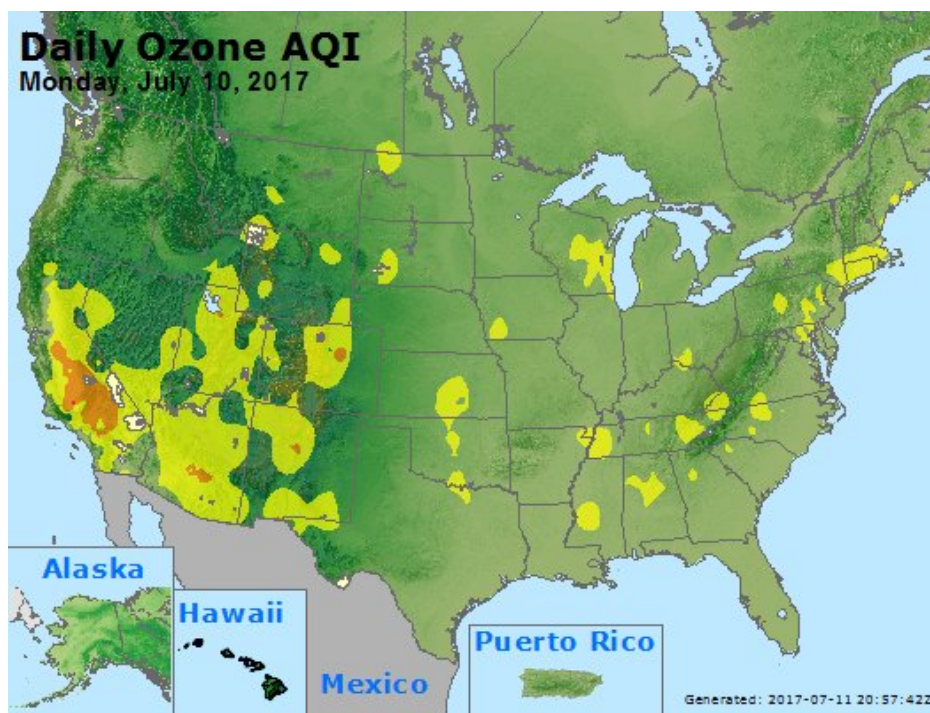 Daily Ozone AQI
Monday, July 10, 2017
Alaska
Hawaii
Mexico
Puerto Rico
Generated: 2017-07-11 20:57:42Z